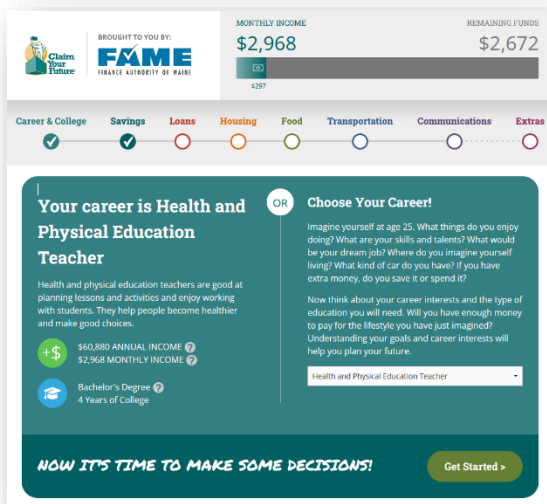 Claim
Your
Future
BROUGHT TO YOU BY:
FAME
FINANCE AUTHORITY OF MAINE
MONTHLY INCOME
$2,968
REMAINING FUNDS
$2,672
$297
Career & College
Savings
Loans
Housing
Food
Transportation
Communications
Extras
Your career is Health and
Physical Education
Teacher
Health and physical education teachers are good at
planning lessons and activities and enjoy working
with students. They help people become healthier
and make good choices.
+$
$60,880 ANNUAL INCOME ?
$2,968 MONTHLY INCOME ?
Bachelor's Degree ?
4 Years of College
OR
Choose Your Career!
Imagine yourself at age 25. What things do you enjoy
doing? What are your skills and talents? What would
be your dream job? Where do you imagine yourself
living? What kind of car do you have? If you have
extra money, do you save it or spend it?
Now think about your career interests and the type of
education you will need. Will you have enough money
to pay for the lifestyle you have just imagined?
Understanding your goals and career interests will
help you plan your future.
Health and Physical Education Teacher
NOW IT'S TIME TO MAKE SOME DECISIONS!
Get Started >